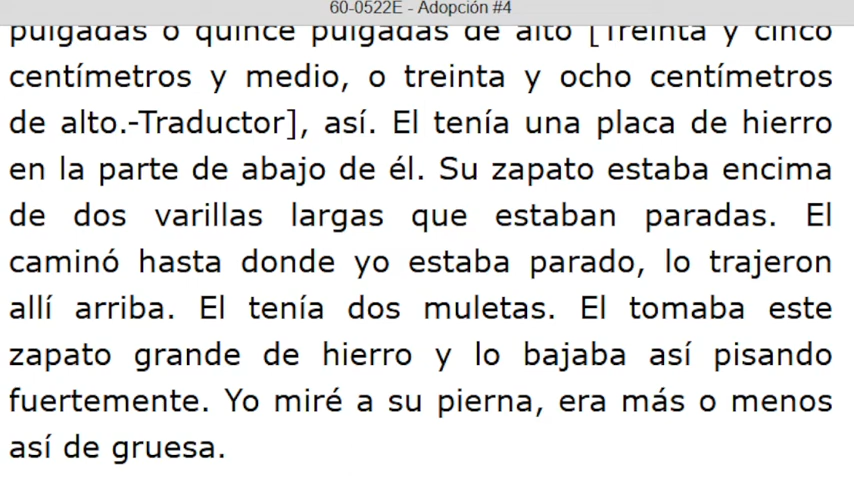 60-0522E - Adopción #4
pulgadas o quince pulgadas de alto [Treinta y cinco
centímetros y medio, o treinta y ocho centímetros
de alto.-Traductor], así. El tenía una placa de hierro
en la parte de abajo de él. Su zapato estaba encima
de dos varillas largas que estaban paradas. El
caminó hasta donde yo estaba parado, lo trajeron
allí arriba. El tenía dos muletas. El tomaba este
zapato grande de hierro y lo bajaba así pisando
fuertemente. Yo miré a su pierna, era más o menos
así de gruesa.